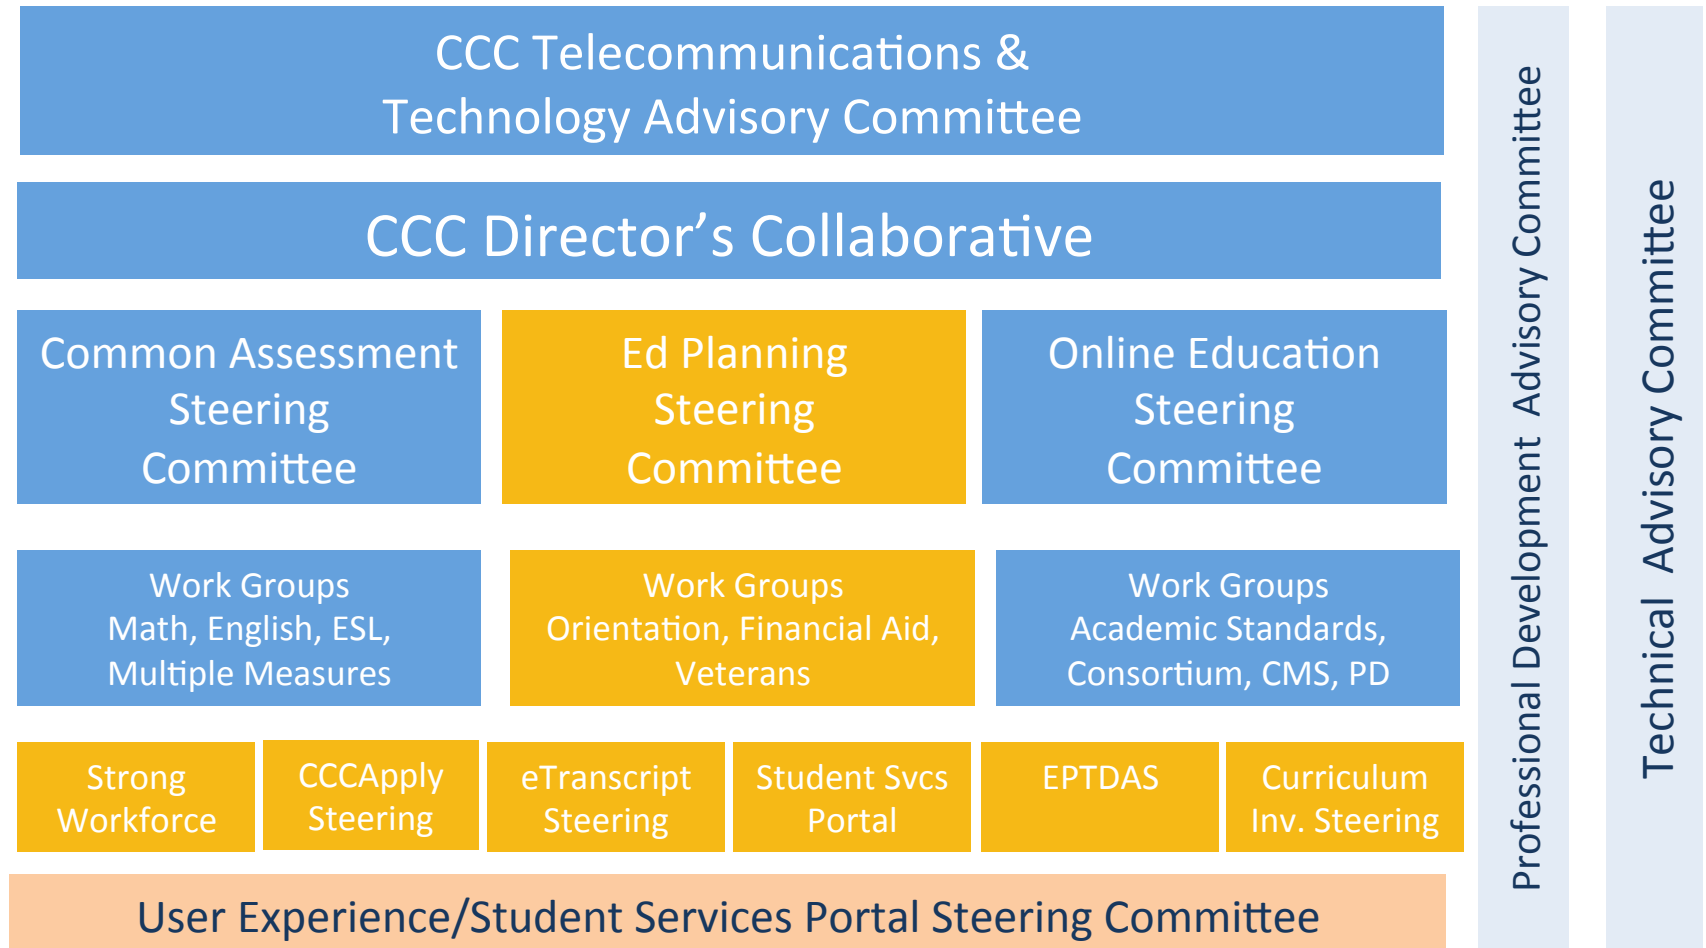 CCC Telecommunications &
Technology Advisory Committee
CCC Director’s Collaborative
Common Assessment
Steering
Committee
Ed Planning
Steering
Committee
Online Education
Steering
Committee
Work Groups
Math, English, ESL,
Multiple Measures
Work Groups
Orientation, Financial Aid,
Veterans
Work Groups
Academic Standards,
Consortium, CMS, PD
Strong
Workforce
CCCApply
Steering
eTranscript
Steering
Student Svcs
Portal
EPTDAS
Curriculum
Inv. Steering
User Experience/Student Services Portal Steering Committee
Professional Development Advisory Committee
Technical Advisory Committee